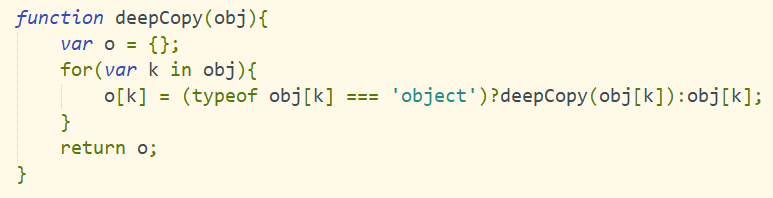 function deepCopy(obj){
    var o = {};
    for(var k in obj){
        o[k] = (typeof obj[k] === 'object')?deepCopy(obj[k]):obj[k];
    }
    return o;
}